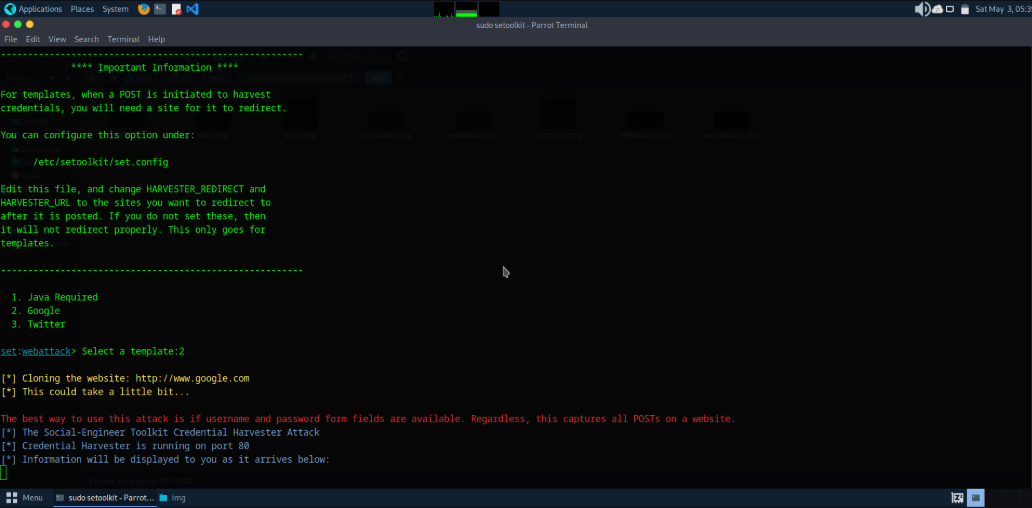 Applications Places System
Sat May 3, 05:3
sudo setoolkit - Parrot Terminal
File Edit View Search Terminal Help
-------------------------------------------------------
**** Important Information ****
For templates, when a POST is initiated to harvest
credentials, you will need a site for it to redirect.
You can configure this option under:
/etc/setoolkit/set.config
Edit this file, and change HARVESTER_REDIRECT and
HARVESTER_URL to the sites you want to redirect to
after it is posted. If you do not set these, then
it will not redirect properly. This only goes for
templates.
-------------------------------------------------------
1. Java Required
2. Google
3. Twitter
set:webattack> Select a template:2
[*] Cloning the website: http://www.google.com
[*] This could take a little bit...
The best way to use this attack is if username and password form fields are available. Regardless, this captures all POSTs on a website.
[*] The Social-Engineer Toolkit Credential Harvester Attack
[*] Credential Harvester is running on port 80
[*] Information will be displayed to you as it arrives below:
Menu sudo setoolkit - Parrot... img